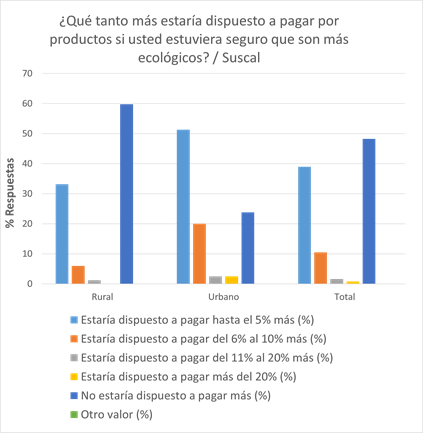 ¿Qué tanto más estaría dispuesto a pagar por
productos si usted estuviera seguro que son más
ecológicos? / Suscal
70
60
50
40
30
20
10
0
% Respuestas
Rural
Urbano
Total
Estaría dispuesto a pagar hasta el 5% más (%)
Estaría dispuesto a pagar del 6% al 10% más (%)
Estaría dispuesto a pagar del 11% al 20% más (%)
Estaría dispuesto a pagar más del 20% (%)
No estaría dispuesto a pagar más (%)
Otro valor (%)